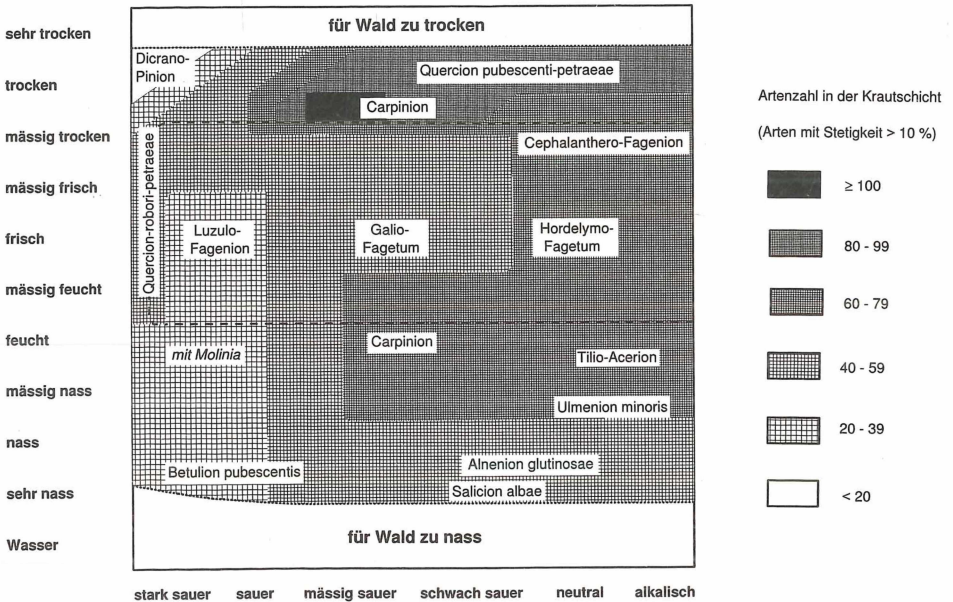 sehr trocken
trocken
mässig trocken
mässig frisch
frisch
mässig feucht
feucht
mässig nass
nass
sehr nass
Wasser
für Wald zu trocken
Dicrano-
Pinion
Quercion pubescenti-petraeae
Carpinion
Cephalanthero-Fagenion
Quercion-robori-petraeae
Luzulo-
Fagenion
Galio-
Fagetum
Hordelymo-
Fagetum
mit Molinia
Carpinion
Tilio-Acerion
Ulmenion minoris
Betulion pubescentis
Alnenion glutinosae
Salicion albae
für Wald zu nass
stark sauer
sauer
mässig sauer
schwach sauer
neutral
alkalisch
Artenzahl in der Krautschicht
(Arten mit Stetigkeit > 10 %)
≥ 100
80 - 99
60 - 79
40 - 59
20 - 39
< 20